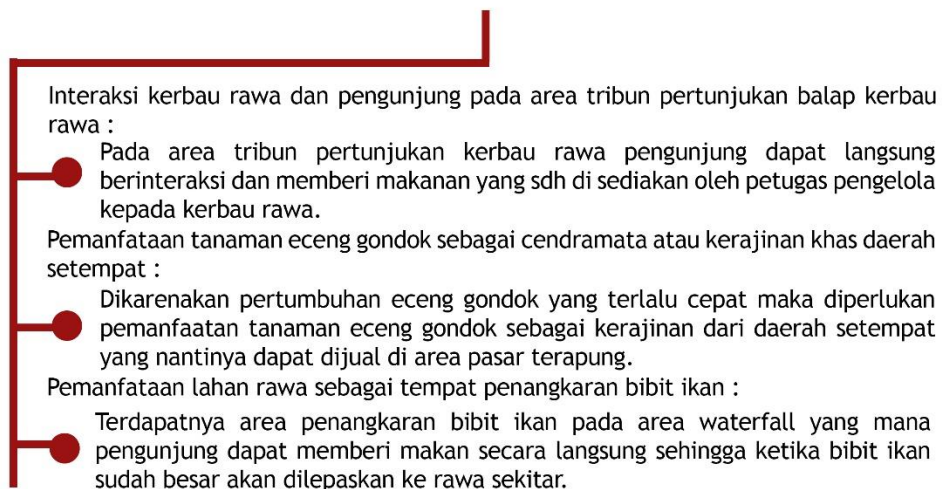 Interaksi kerbau rawa dan pengunjung pada area tribun pertunjukan balap kerbau
rawa :
Pada area tribun pertunjukan kerbau rawa pengunjung dapat langsung
berinteraksi dan memberi makanan yang sdh di sediakan oleh petugas pengelola
kepada kerbau rawa.
Pemanfataan tanaman eceng gondok sebagai cendramata atau kerajinan khas daerah
setempat :
Dikarenakan pertumbuhan eceng gondok yang terlalu cepat maka diperlukan
pemanfaatan tanaman eceng gondok sebagai kerajinan dari daerah setempat
yang nantinya dapat dijual di area pasar terapung.
Pemanfataan lahan rawa sebagai tempat penangkaran bibit ikan :
Terdapatnya area penangkaran bibit ikan pada area waterfall yang mana
pengunjung dapat memberi makan secara langsung sehingga ketika bibit ikan
sudah besar akan dilepaskan ke rawa sekitar.